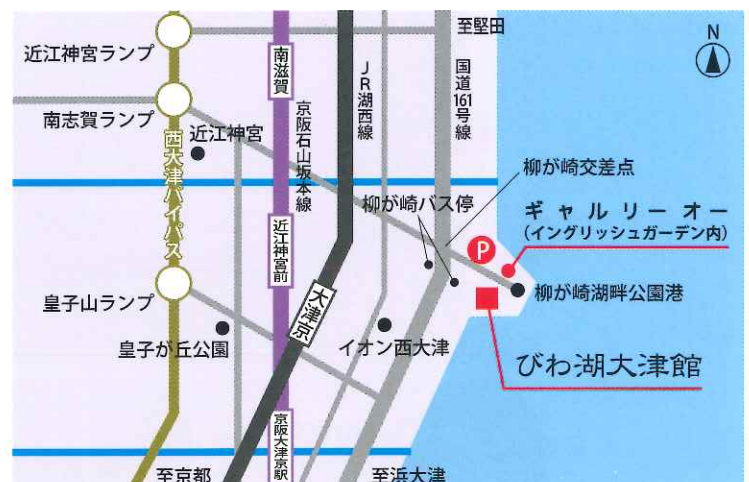 至堅田
N
近江神宮ランプ
南滋賀
JR湖西線
国道161号線
南志賀ランプ
近江神宮
京阪石山坂本線
西大津バイパス
柳が崎交差点
柳が崎バス停
ギャルリーオー
(イングリッシュガーデン内)
P
近江神宮前
皇子山ランプ
大津京
柳が崎湖畔公園港
皇子が丘公園
イオン西大津
びわ湖大津館
京阪大津京駅
至京都
至浜大津